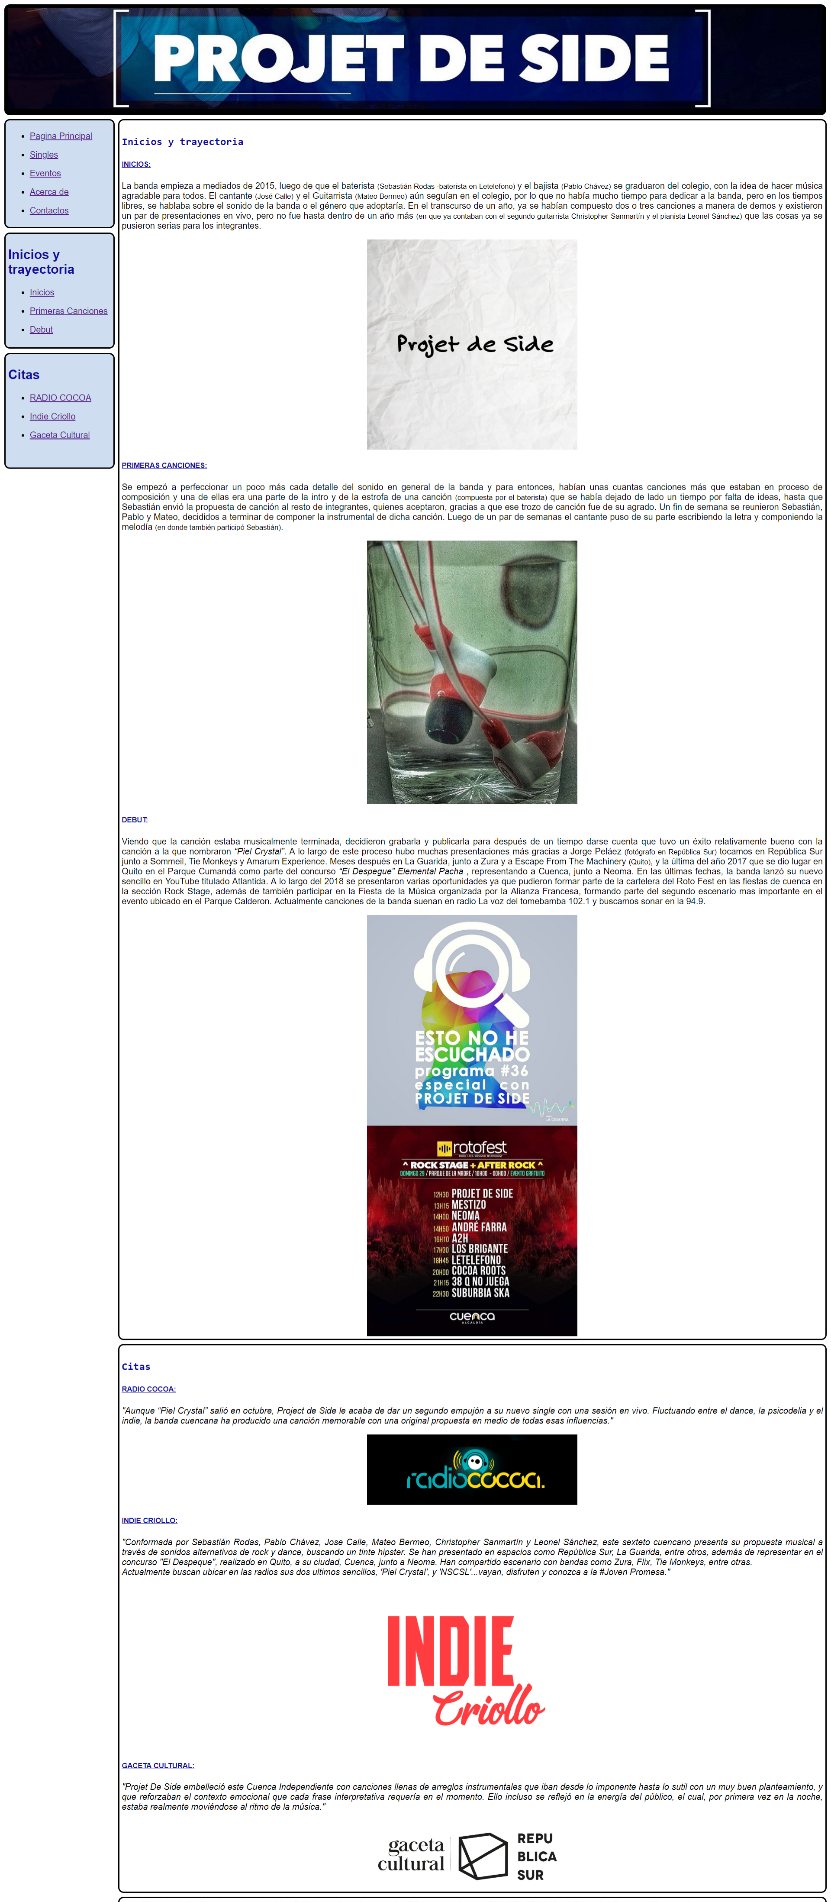 PROJET DE SIDE
Pagina Principal
Singles
Eventos
Acerca de
Contactos
Inicios y
trayectoria
Inicios
Primeras Canciones
Debut
Citas
RADIO COCOA
Indie Criollo
Gaceta Cultural
Inicios y trayectoria
INICIOS:
La banda empieza a mediados de 2015, luego de que el baterista (Sebastián Rodas -baterista en Letelefono) y el bajista (Pablo Chávez) se graduaron del colegio, con la idea de hacer música
agradable para todos. El cantante (José Calle) y el Guitarrista (Mateo Bermeo) aún seguían en el colegio, por lo que no había mucho tiempo para dedicar a la banda, pero en los tiempos
libres, se hablaba sobre el sonido de la banda o el género que adoptaría. En el transcurso de un año, ya se habían compuesto dos o tres canciones a manera de demos y existieron
un par de presentaciones en vivo, pero no fue hasta dentro de un año más (en que ya contaban con el segundo guitarrista Christopher Sanmartín y el pianista Leonel Sánchez) que las cosas ya se
pusieron serias para los integrantes.
Projet de Side
PRIMERAS CANCIONES:
Se empezó a perfeccionar un poco más cada detalle del sonido en general de la banda y para entonces, habían unas cuantas canciones más que estaban en proceso de
composición y una de ellas era una parte de la intro y de la estrofa de una canción (compuesta por el baterista) que se había dejado de lado un tiempo por falta de ideas, hasta que
Sebastián envió la propuesta de canción al resto de integrantes, quienes aceptaron, gracias a que ese trozo de canción fue de su agrado. Un fin de semana se reunieron Sebastián,
Pablo y Mateo, decididos a terminar de componer la instrumental de dicha canción. Luego de un par de semanas el cantante puso de su parte escribiendo la letra y componiendo la
melodía (en donde también participó Sebastián).
DEBUT:
Viendo que la canción estaba musicalmente terminada, decidieron grabarla y publicarla para después de un tiempo darse cuenta que tuvo un éxito relativamente bueno con la
canción a la que nombraron “Piel Crystal”. A lo largo de este proceso hubo muchas presentaciones más gracias a Jorge Peláez (fotógrafo en República Sur) tocamos en República Sur
junto a Sommeil, Tie Monkeys y Amarum Experience. Meses después en La Guarida, junto a Zura y a Escape From The Machinery (Quito), y la última del año 2017 que se dio lugar en
Quito en el Parque Cumandá como parte del concurso “El Despegue” Elemental Pacha , representando a Cuenca, junto a Neoma. En las últimas fechas, la banda lanzó su nuevo
sencillo en YouTube titulado Atlantida. A lo largo del 2018 se presentaron varias oportunidades ya que pudieron formar parte de la cartelera del Roto Fest en las fiestas de cuenca en
la sección Rock Stage, además de también participar en la Fiesta de la Música organizada por la Alianza Francesa, formando parte del segundo escenario mas importante en el
evento ubicado en el Parque Calderon. Actualmente canciones de la banda suenan en radio La voz del tomebamba 102.1 y buscamos sonar en la 94.9.
ESTO NO HE
ESCUCHADO
programa #36
especial con
PROJET DE SIDE
rotofest
^ ROCK STAGE + AFTER ROCK ^
DOMINGO 29 / PARQUE DE LA MADRE / 10H00 - 00H00 / EVENTO GRATUITO
12H30 PROJET DE SIDE
13H15 MESTIZO
14H00 NEOMA
14H50 ANDRÉ FARRA
16H10 A2H
17H30 LOS BRIGANTE
18H45 LETELEFONO
20H00 COCOA ROOTS
21H15 38 Q NO JUEGA
22H30 SUBURBIA SKA
CUENCA
ALCALDÍA
Citas
RADIO COCOA:
"Aunque “Piel Crystal” salió en octubre, Project de Side le acaba de dar un segundo empujón a su nuevo single con una sesión en vivo. Fluctuando entre el dance, la psicodelia y el
indie, la banda cuencana ha producido una canción memorable con una original propuesta en medio de todas esas influencias."
radiococoa.
INDIE CRIOLLO:
"Conformada por Sebastián Rodas, Pablo Chávez, Jose Calle, Mateo Bermeo, Christopher Sanmartín y Leonel Sánchez, este sexteto cuencano presenta su propuesta musical a
través de sonidos alternativos de rock y dance, buscando un tinte hipster. Se han presentado en espacios como República Sur, La Guarida, entre otros, además de representar en el
concurso "El Despeque", realizado en Quito, a su ciudad, Cuenca, junto a Neoma. Han compartido escenario con bandas como Zura, Flix, Tie Monkeys, entre otras.
Actualmente buscan ubicar en las radios sus dos ultimos sencillos, 'Piel Crystal', y 'NSCSL'...vayan, disfruten y conozca a la #Joven Promesa."
INDIE
Criollo
GACETA CULTURAL:
"Projet De Side embelleció este Cuenca Independiente con canciones llenas de arreglos instrumentales que iban desde lo imponente hasta lo sutil con un muy buen planteamiento, y
que reforzaban el contexto emocional que cada frase interpretativa requería en el momento. Ello incluso se reflejó en la energía del público, el cual, por primera vez en la noche,
estaba realmente moviéndose al ritmo de la música."
gaceta
cultural
REPU
BLICA
SUR